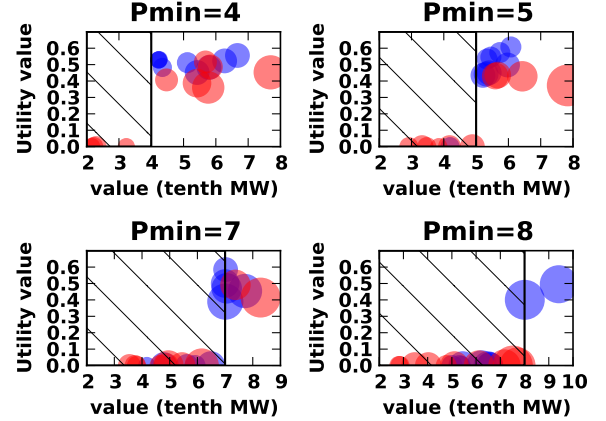 Pmin=4
Utility value
0.6
0.5
0.4
0.3
0.2
0.1
0.0
2 3 4 5 6 7 8
value (tenth MW)
Pmin=5
Utility value
0.6
0.5
0.4
0.3
0.2
0.1
0.0
2 3 4 5 6 7 8
value (tenth MW)
Pmin=7
Utility value
0.6
0.5
0.4
0.3
0.2
0.1
0.0
2 3 4 5 6 7 8 9
value (tenth MW)
Pmin=8
Utility value
0.6
0.5
0.4
0.3
0.2
0.1
0.0
2 3 4 5 6 7 8 9 10
value (tenth MW)